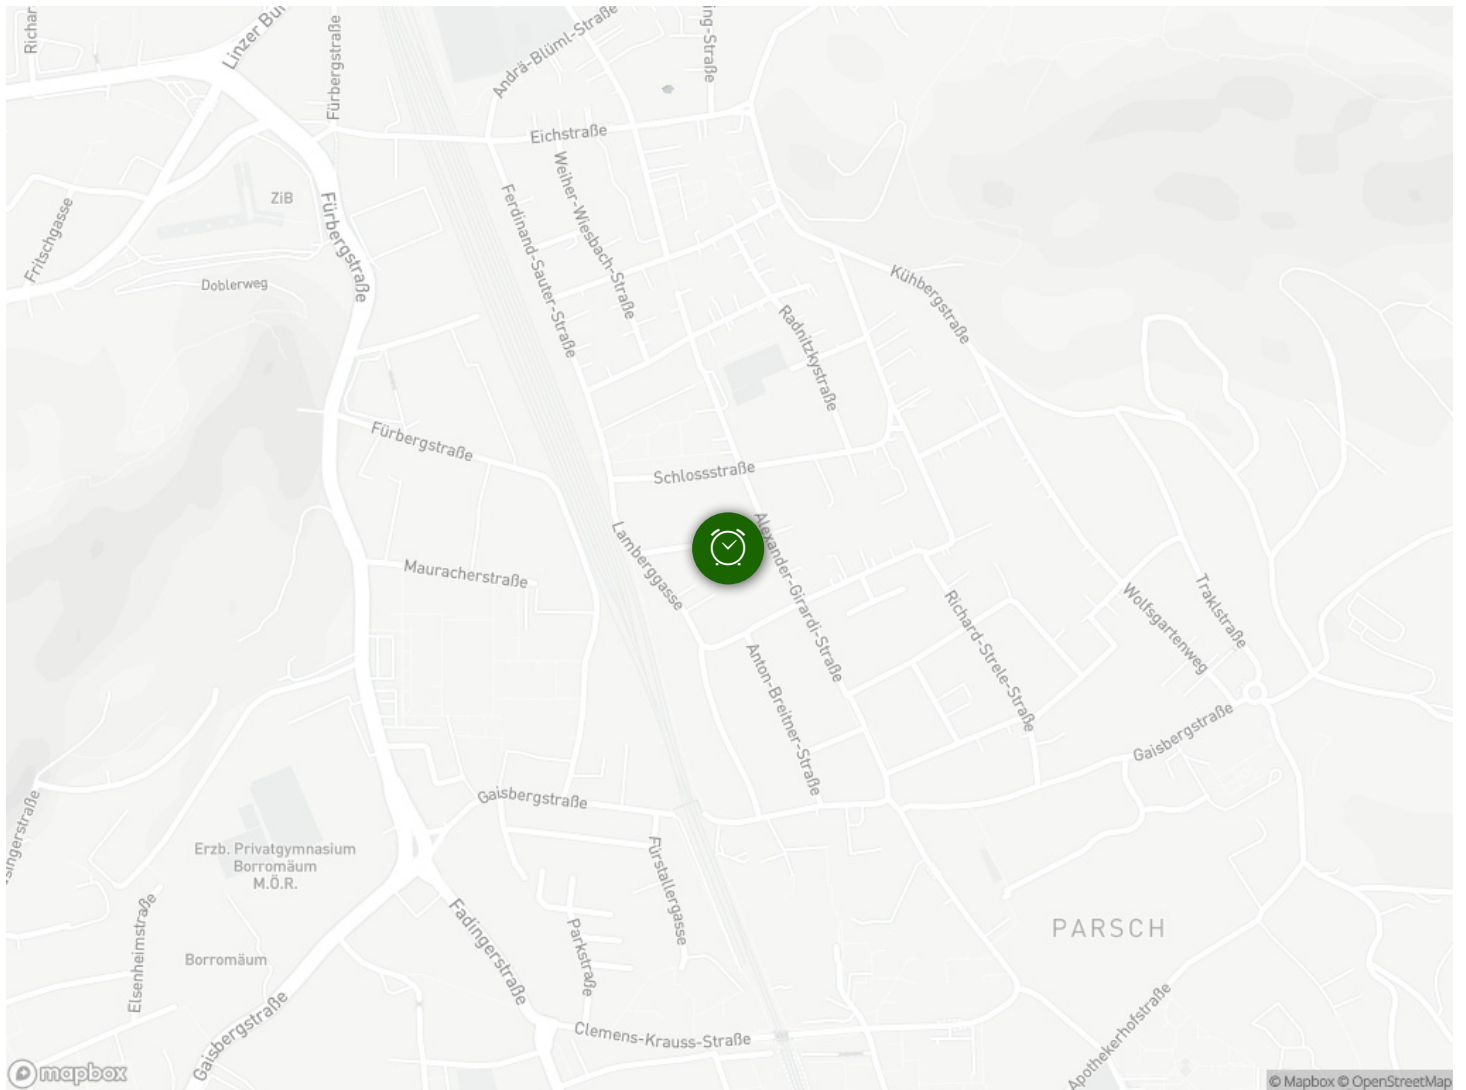 Richar
Linzer Bu
Fürbergstraße
Andrä-Blüml-Straße
ing-Straße
Eichstraße
ZiB
Fritschgasse
Fürbergstraße
Doblerweg
Ferdinand-Sauter-Straße
Weiher-Wiesbach-Straße
Kühbergstraße
Radnitzkystraße
Fürbergstraße
Schlossstraße
Lamberggasse
Alexander-Girardi-Straße
Mauracherstraße
Anton-Breitner-Straße
Richard-Strele-Straße
Wolfsgartenweg
Traklstraße
Gaisbergstraße
Gaisbergstraße
singerstraße
Erzb. Privatgymnasium
Borromäum
M.Ö.R.
Fürstallergasse
Elsenheimstraße
Fadingerstraße
Parkstraße
PARSCH
Borromäum
Gaisbergstraße
Clemens-Krauss-Straße
Apothekerhofstraße
mapbox
© Mapbox © OpenStreetMap